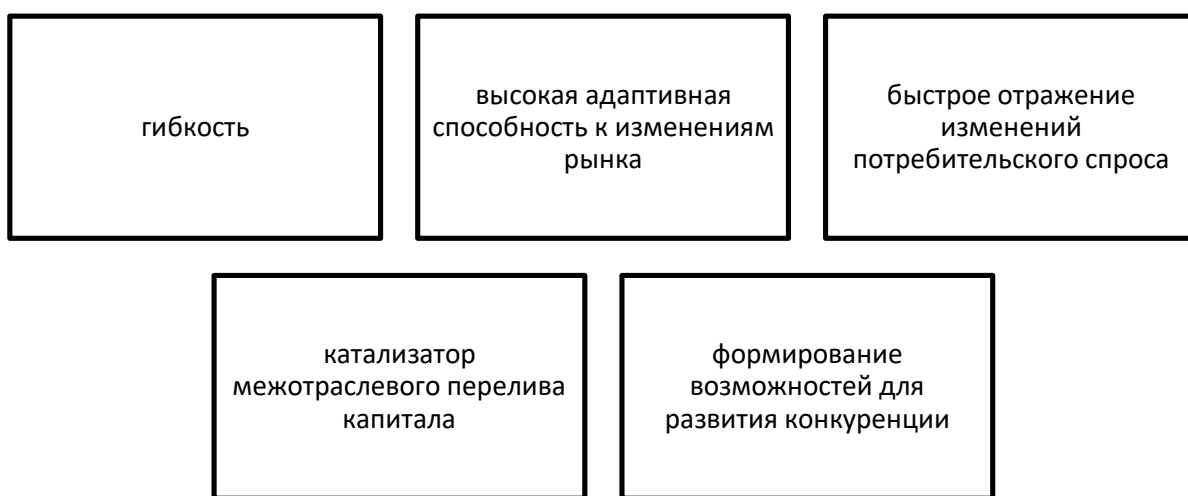 гибкость
высокая адаптивная
способность к изменениям
рынка
быстрое отражение
изменений
потребительского спроса
катализатор
межотраслевого перелива
капитала
формирование
возможностей для
развития конкуренции